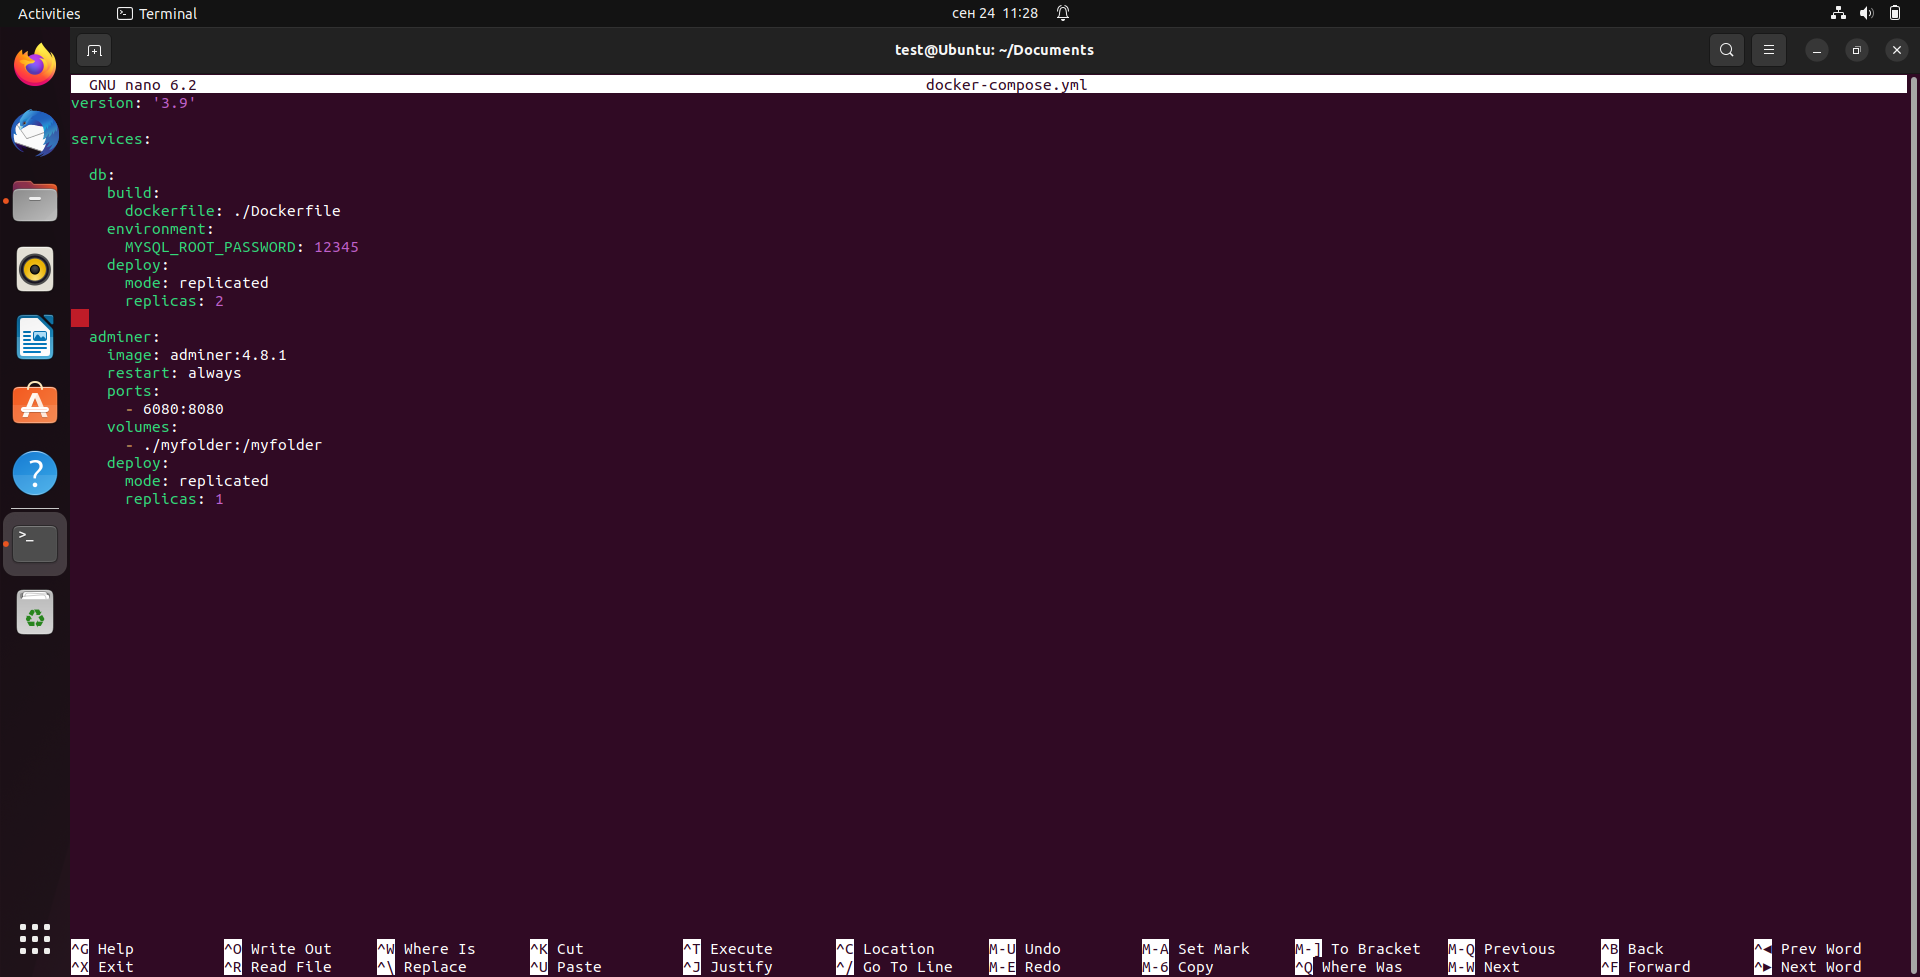 Activities Terminal сен 24 11:28
test@Ubuntu: ~/Documents
GNU nano 6.2 docker-compose.yml
version: '3.9'
services:
db:
build:
dockerfile: ./Dockerfile
environment:
MYSQL_ROOT_PASSWORD: 12345
deploy:
mode: replicated
replicas: 2
adminer:
image: adminer:4.8.1
restart: always
ports:
- 6080:8080
volumes:
- ./myfolder:/myfolder
deploy:
mode: replicated
replicas: 1
^G Help ^O Write Out ^W Where Is ^K Cut ^T Execute ^C Location M-U Undo M-A Set Mark M-] To Bracket M-Q Previous ^B Back ^◂ Prev Word
^X Exit ^R Read File ^\ Replace ^U Paste ^J Justify ^/ Go To Line M-E Redo M-6 Copy ^Q Where Was M-W Next ^F Forward ^▸ Next Word